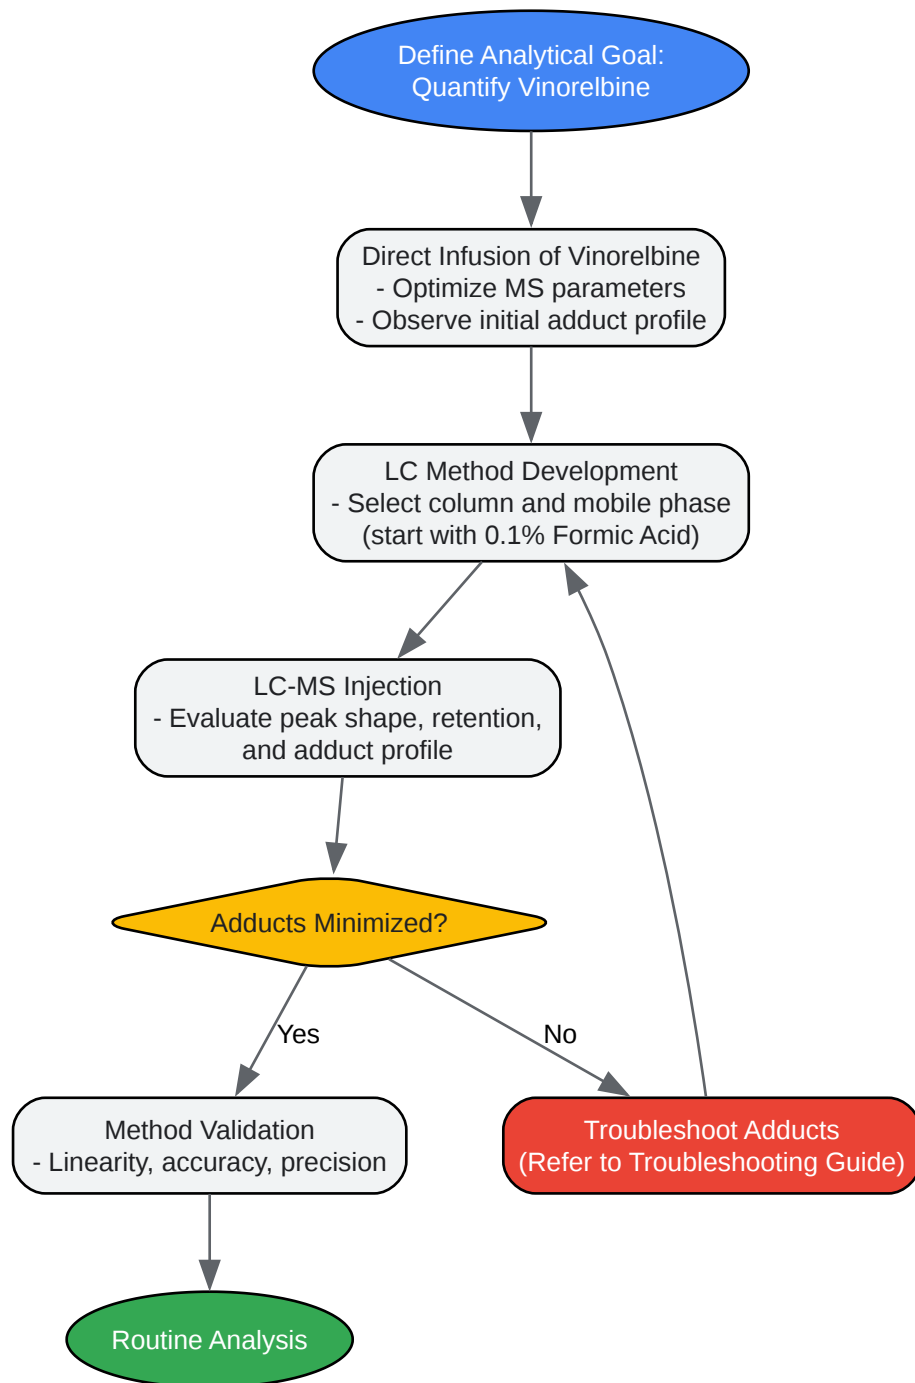 Define Analytical Goal:
Quantify Vinorelbine
Direct Infusion of Vinorelbine
- Optimize MS parameters
- Observe initial adduct profile
LC Method Development
- Select column and mobile phase
(start with 0.1% Formic Acid)
LC-MS Injection
- Evaluate peak shape, retention,
and adduct profile
Adducts Minimized?
Yes
No
Method Validation
- Linearity, accuracy, precision
Troubleshoot Adducts
(Refer to Troubleshooting Guide)
Routine Analysis